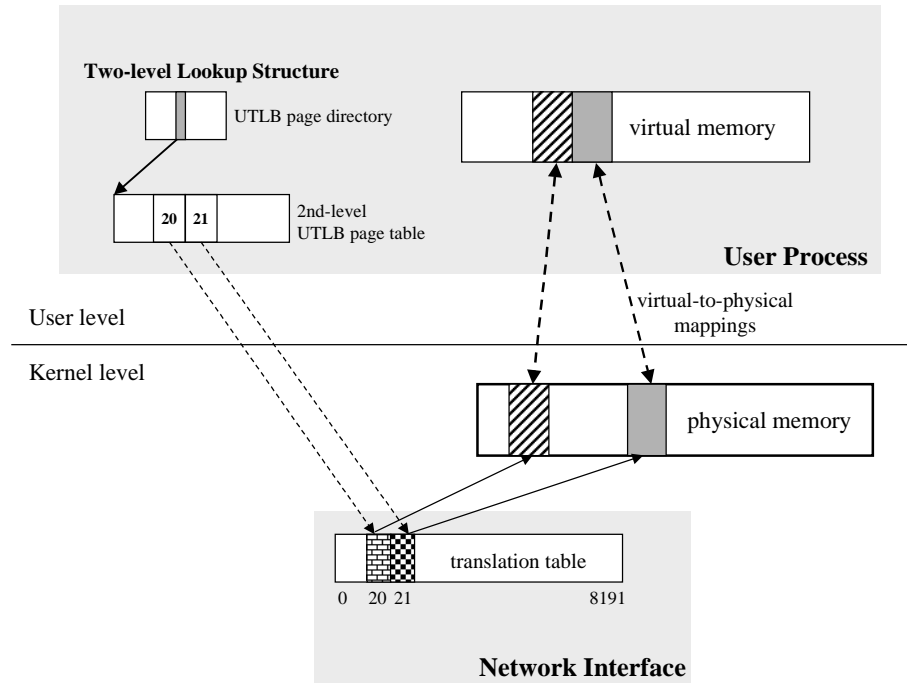 Two-level Lookup Structure
UTLB page directory
virtual memory
20 21
2nd-level
UTLB page table
User Process
virtual-to-physical
mappings
User level
Kernel level
physical memory
translation table
0 20 21 8191
Network Interface